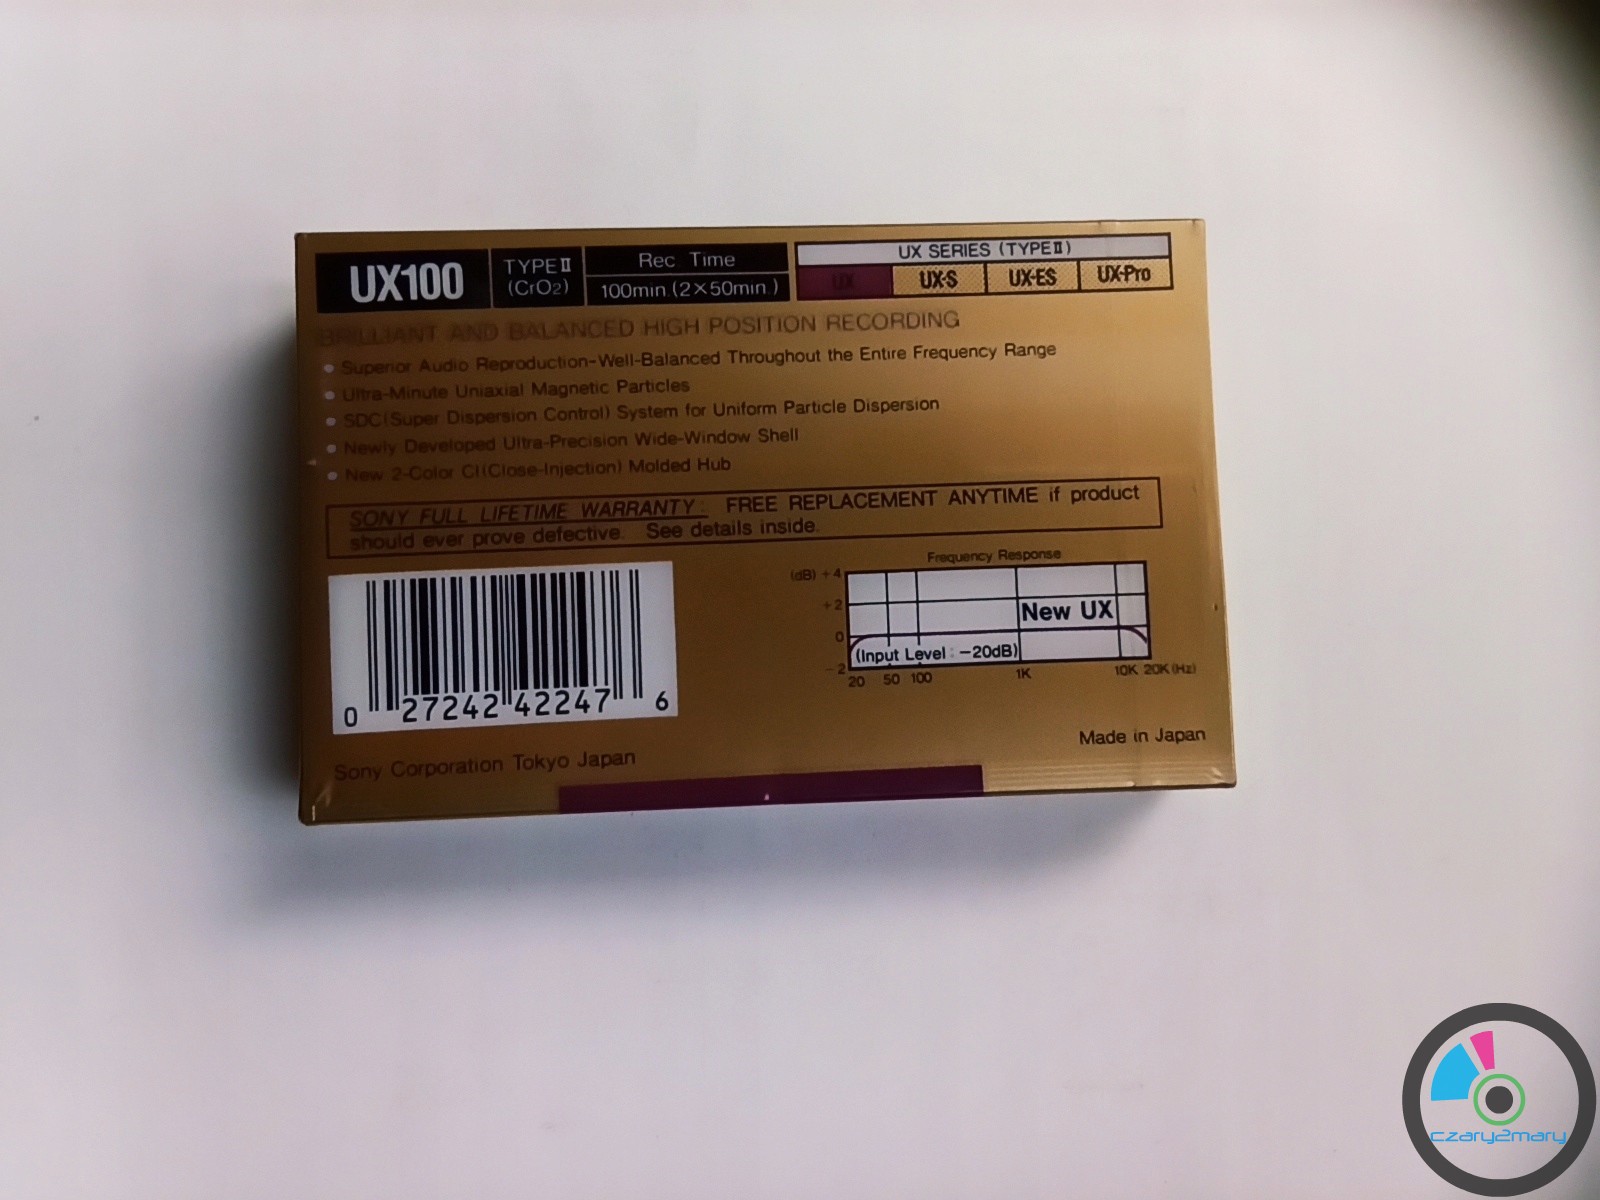 UX100
TYPE II
(CrO2)
Rec Time
100min.(2×50min.)
UX SERIES (TYPE II)
UX UX-S UX-ES UX-Pro
BRILLIANT AND BALANCED HIGH POSITION RECORDING
• Superior Audio Reproduction-Well-Balanced Throughout the Entire Frequency Range
• Ultra-Minute Uniaxial Magnetic Particles
• SDC(Super Dispersion Control) System for Uniform Particle Dispersion
• Newly Developed Ultra-Precision Wide-Window Shell
• New 2-Color CI(Close-Injection) Molded Hub
SONY FULL LIFETIME WARRANTY: FREE REPLACEMENT ANYTIME if product
should ever prove defective. See details inside.
0 27242 42247 6
Frequency Response
(dB) +4
+2
New UX
0
(Input Level : -20dB)
-2
20 50 100 1K 10K 20K (Hz)
Sony Corporation Tokyo Japan
Made in Japan
czary2mary